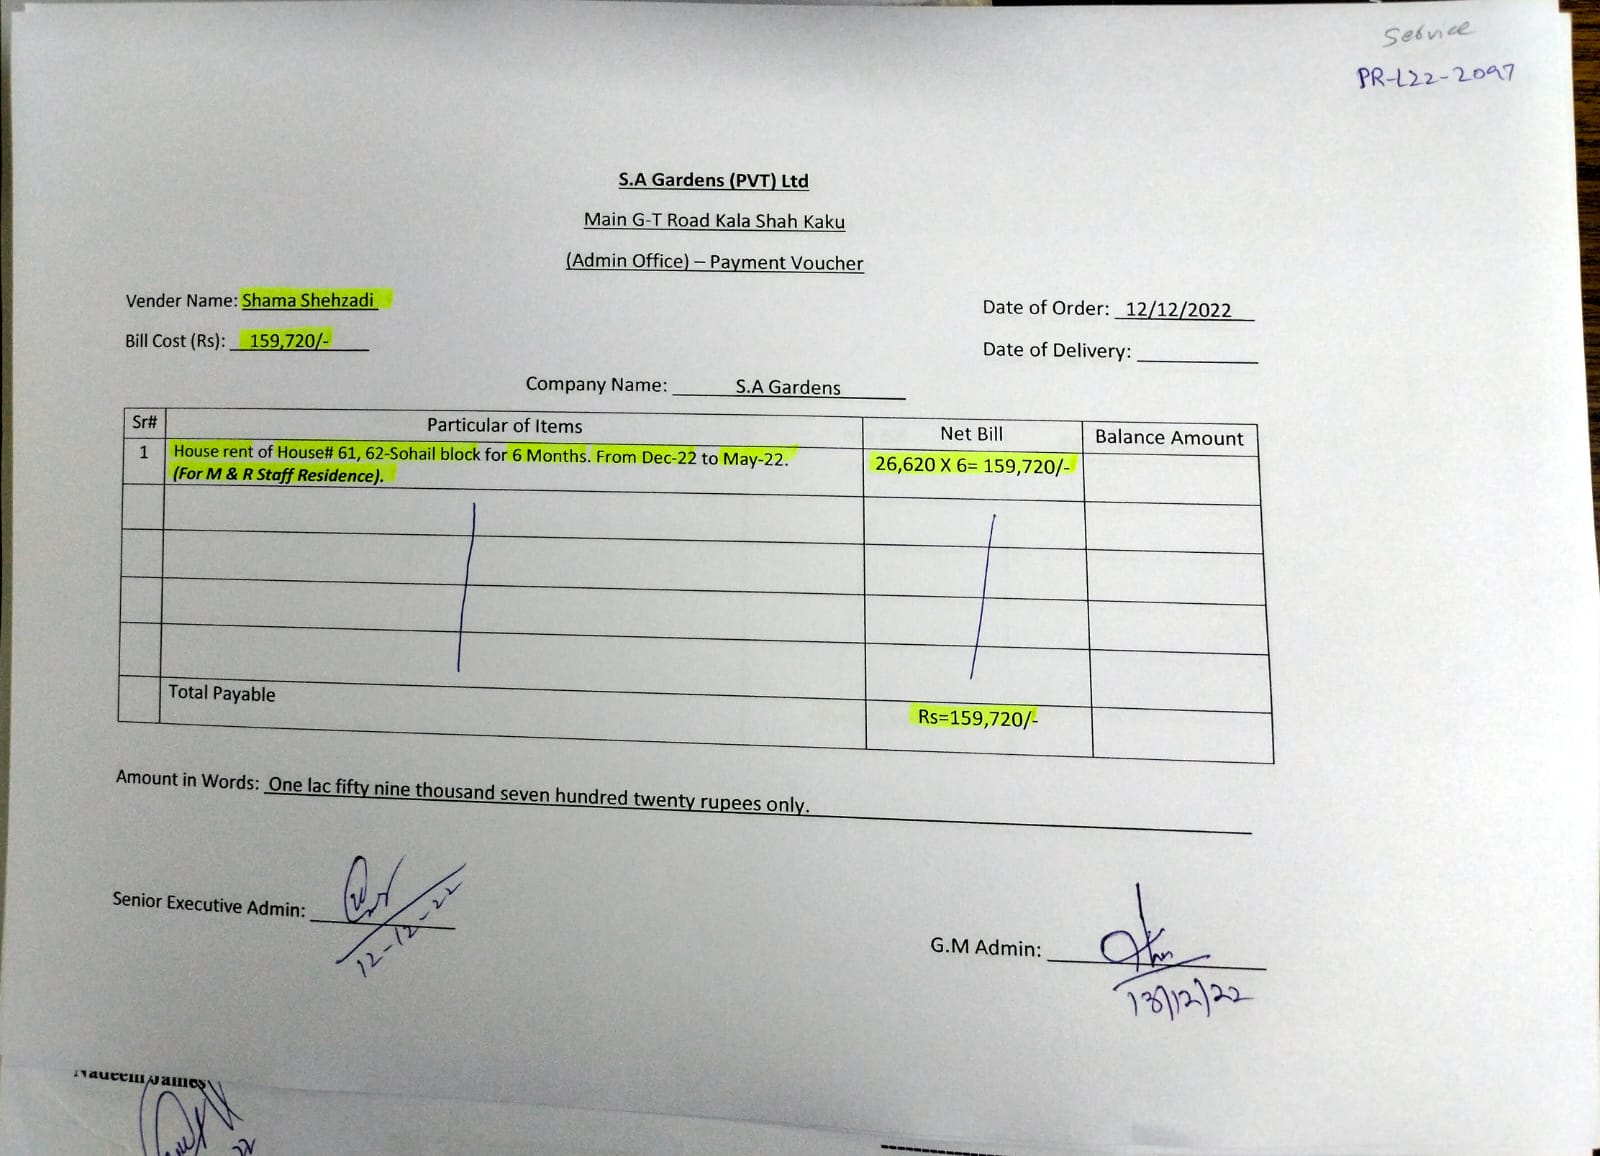 Service
PR-L22-2097
S.A Gardens (PVT) Ltd
Main G-T Road Kala Shah Kaku
(Admin Office) – Payment Voucher
Vender Name: Shama Shehzadi
Date of Order: 12/12/2022
Bill Cost (Rs): 159,720/-
Date of Delivery:
Company Name: S.A Gardens
Sr# Particular of Items Net Bill Balance Amount
1 House rent of House# 61, 62-Sohail block for 6 Months. From Dec-22 to May-22. 26,620 X 6= 159,720/-
(For M & R Staff Residence).
Total Payable Rs=159,720/-
Amount in Words: One lac fifty nine thousand seven hundred twenty rupees only.
Senior Executive Admin:
12-12-22
G.M Admin:
13/12/22
Nadeem James
22